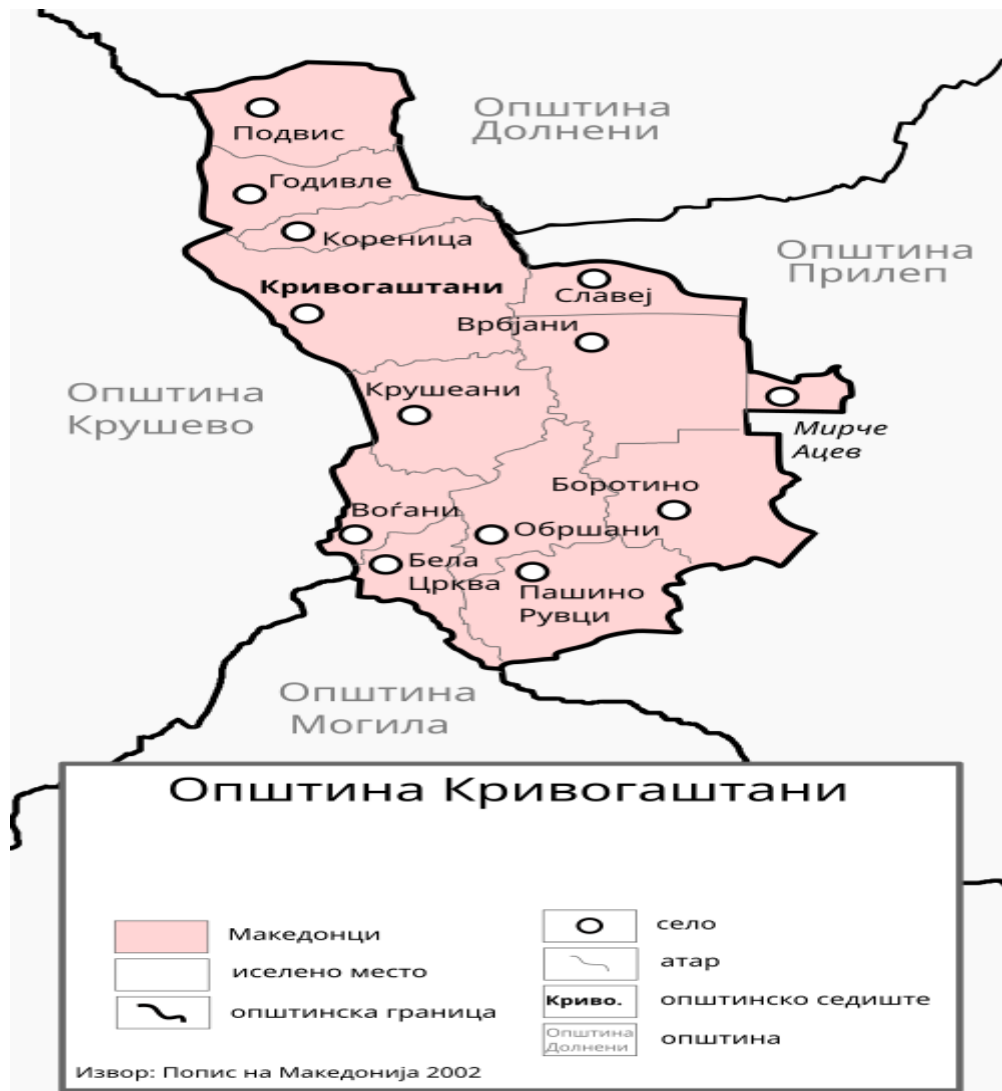 Општина
Долнени
Подвис
Годивле
Кореница
Општина
Прилеп
Кривогаштани
Славеј
Врбјани
Општина
Крушево
Крушеани
Мирче
Ацев
Боротино
Воѓани
Обршани
Бела
Црква
Пашино
Рувци
Општина
Могила
Општина Кривогаштани
Македонци
иселено место
општинска граница
село
атар
Криво.
општинско седиште
Општина
Долнени
општина
Извор: Попис на Македонија 2002